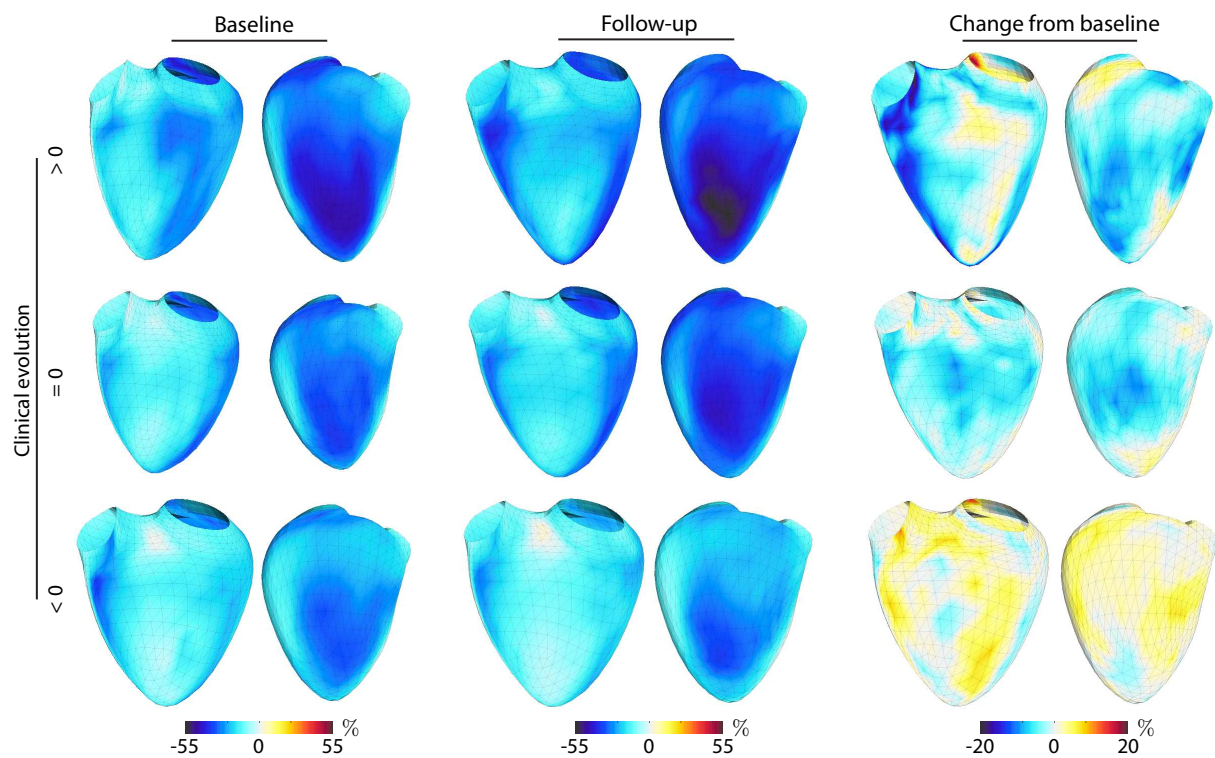 Baseline
Follow-up
Change from baseline
Clinical evolution
> 0
= 0
< 0
-55 0 55 %
-55 0 55 %
-20 0 20 %